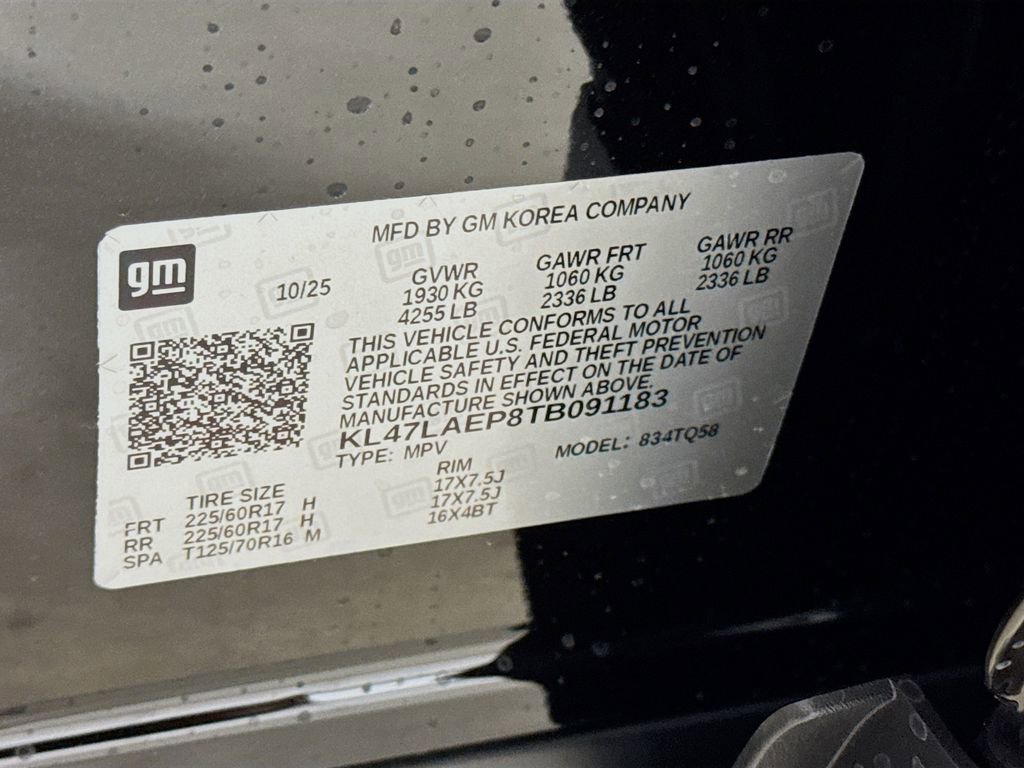 MFD BY GM KOREA COMPANY
gm
10/25
GVWR
1930 KG
4255 LB
GAWR FRT
1060 KG
2336 LB
GAWR RR
1060 KG
2336 LB
THIS VEHICLE CONFORMS TO ALL
APPLICABLE U.S. FEDERAL MOTOR
VEHICLE SAFETY AND THEFT PREVENTION
STANDARDS IN EFFECT ON THE DATE OF
MANUFACTURE SHOWN ABOVE.
KL47LAEP8TB091183
TYPE: MPV
MODEL: 834TQ58
TIRE SIZE
RIM
FRT 225/60R17 H 17X7.5J
RR 225/60R17 H 17X7.5J
SPA T125/70R16 M 16X4BT